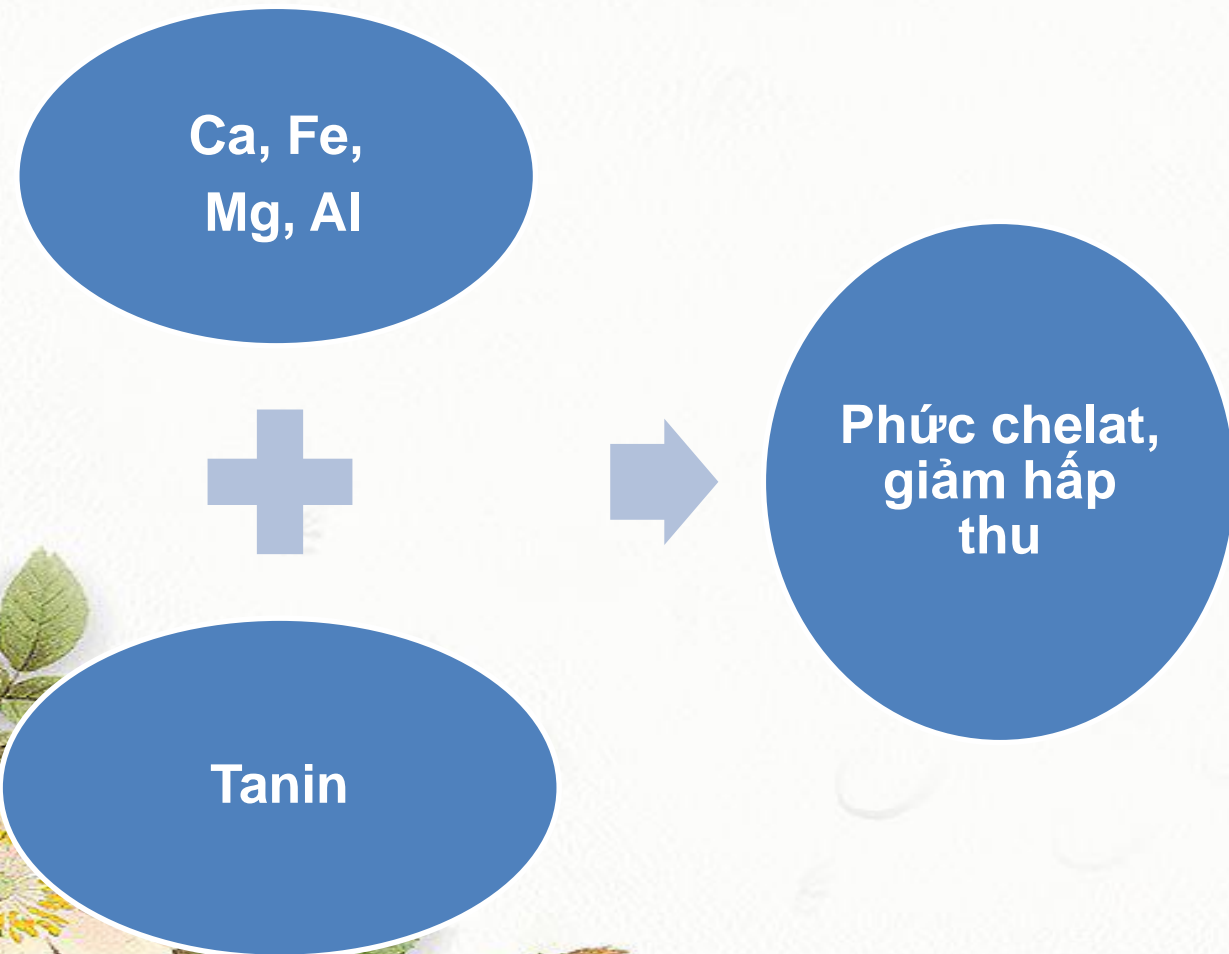 Ca, Fe,
Mg, Al
Tanin
Phức chelat,
giảm hấp
thu